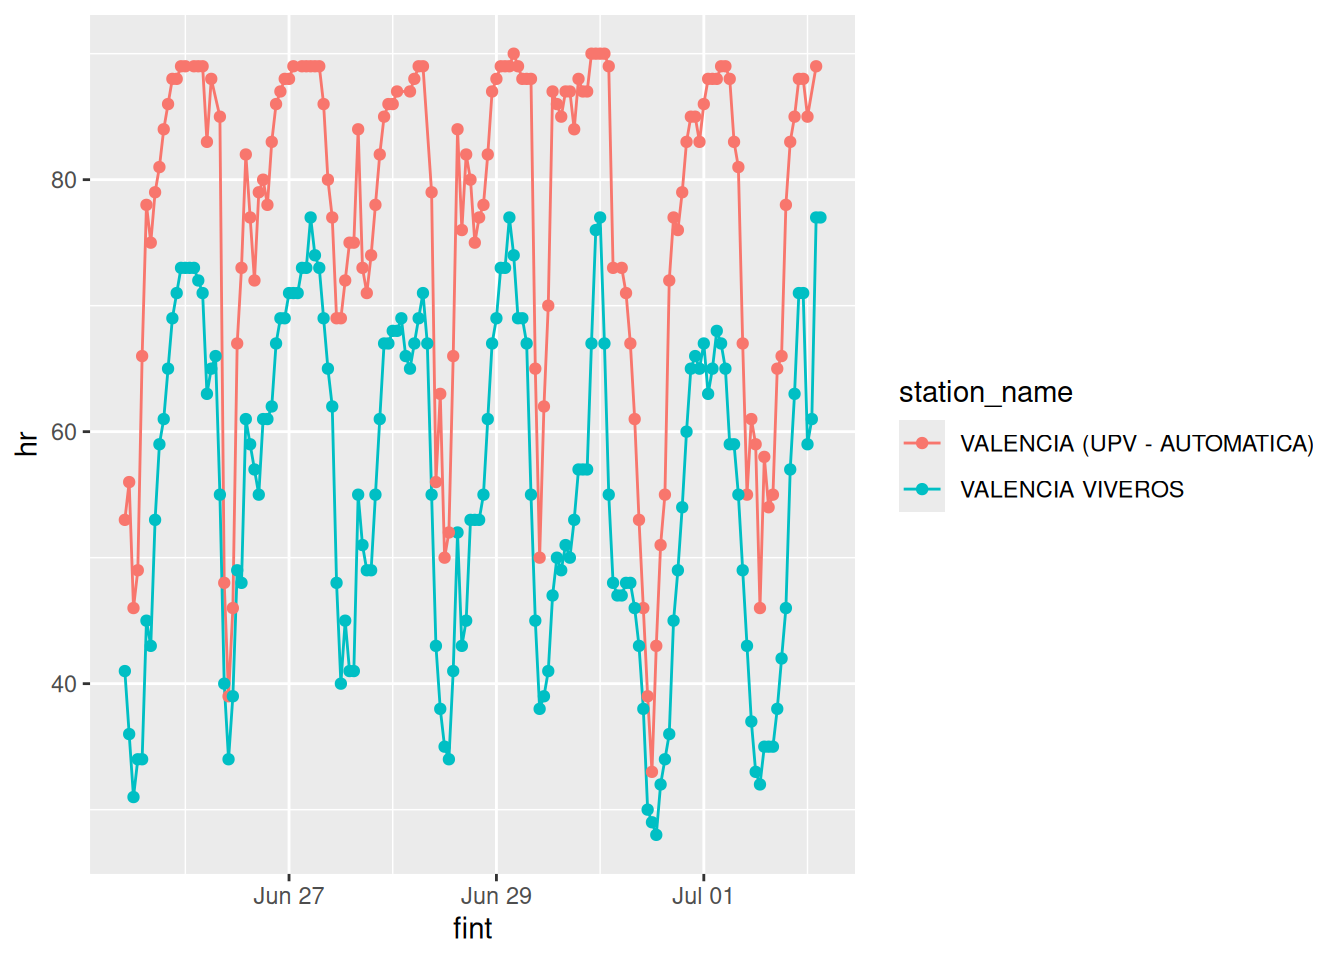 80
60
40
hr
Jun 27
Jun 29
Jul 01
fint
station_name
VALENCIA (UPV - AUTOMATICA)
VALENCIA VIVEROS